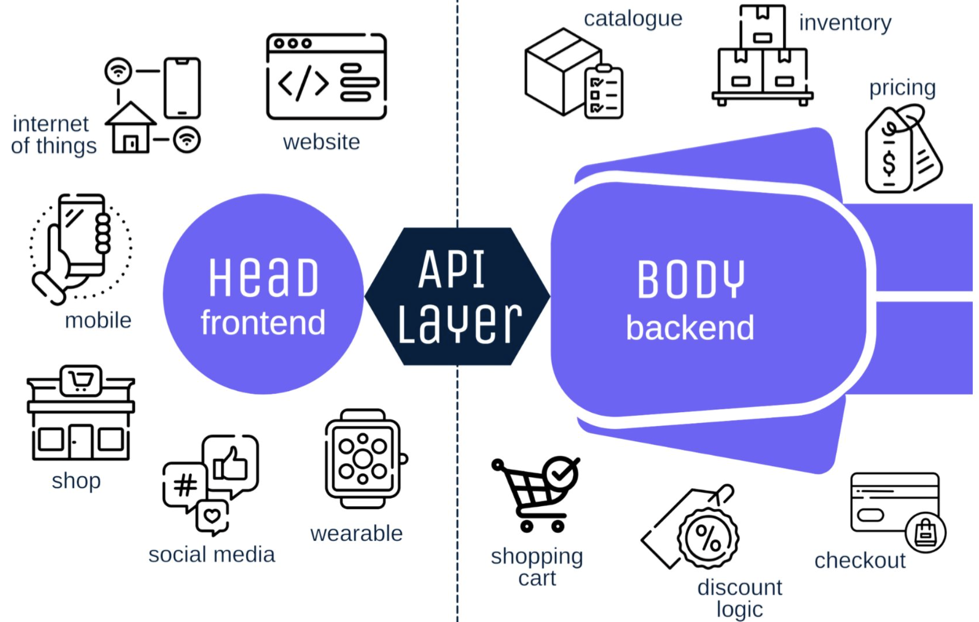 catalogue
inventory
pricing
internet
of things
website
</>
$
mobile
Head
frontend
API
Layer
BODY
backend
shop
#
social media
wearable
shopping
cart
%
discount
logic
checkout